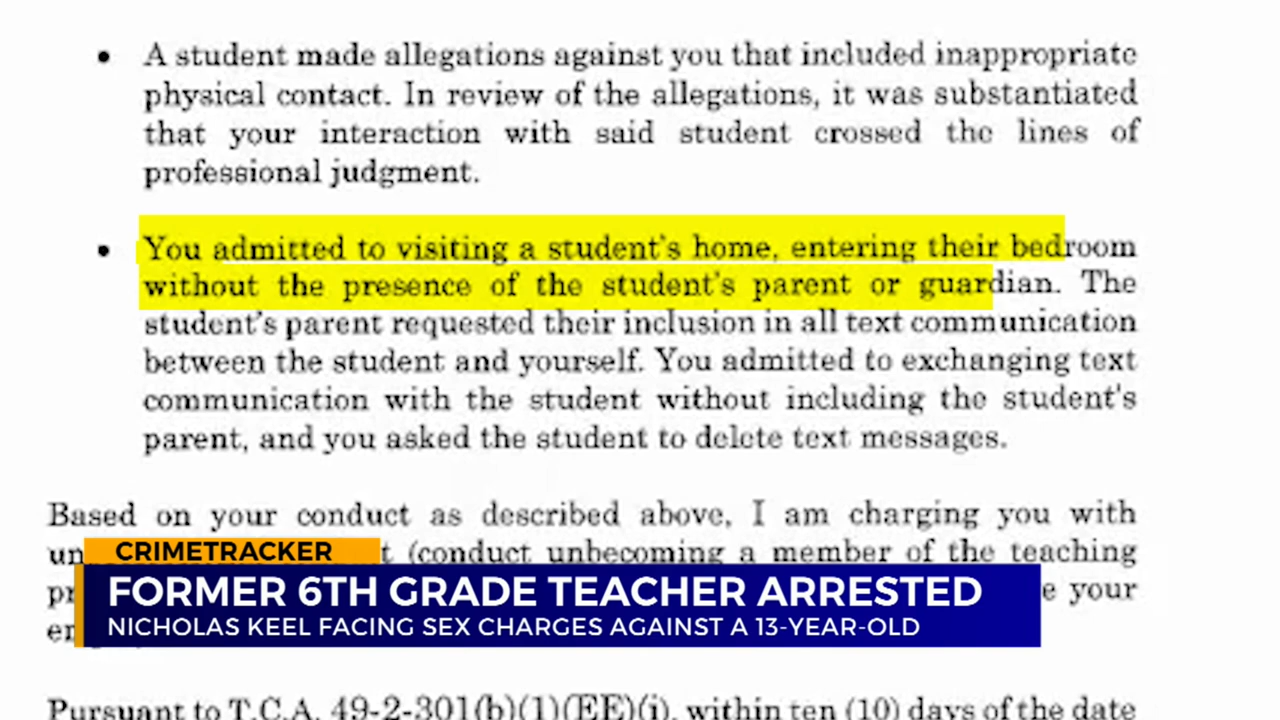 • A student made allegations against you that included inappropriate
physical contact. In review of the allegations, it was substantiated
that your interaction with said student crossed the lines of
professional judgment.
• You admitted to visiting a student's home, entering their bedroom
without the presence of the student's parent or guardian. The
student's parent requested their inclusion in all text communication
between the student and yourself. You admitted to exchanging text
communication with the student without including the student's
parent, and you asked the student to delete text messages.
Based on your conduct as described above, I am charging you with
(conduct unbecoming a member of the teaching
your
CRIMETRACKER
FORMER 6TH GRADE TEACHER ARRESTED
NICHOLAS KEEL FACING SEX CHARGES AGAINST A 13-YEAR-OLD
Pursuant to T.C.A. 49-2-301(b)(1)(EE)(i), within ten (10) days of the date